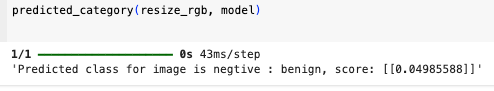 predicted_category(resize_rgb, model)
1/1 ━━━━━━━━━━━━━━━━━━━━ 0s 43ms/step
'Predicted class for image is negtive : benign, score: [[0.04985588]]'